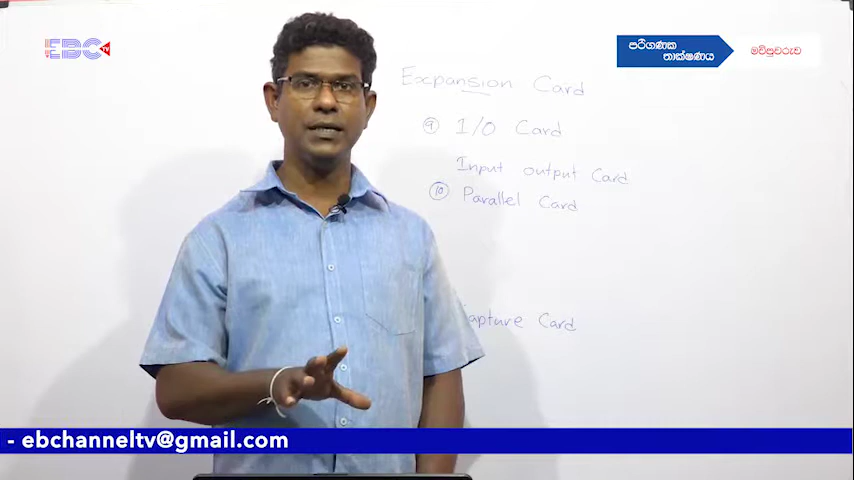 EBC TV
පරිගණක
තාක්ෂණය
මව්පුවරුව
Expansion Card
9 I/O Card
Input output Card
10 Parallel Card
apture Card
- ebchanneltv@gmail.com